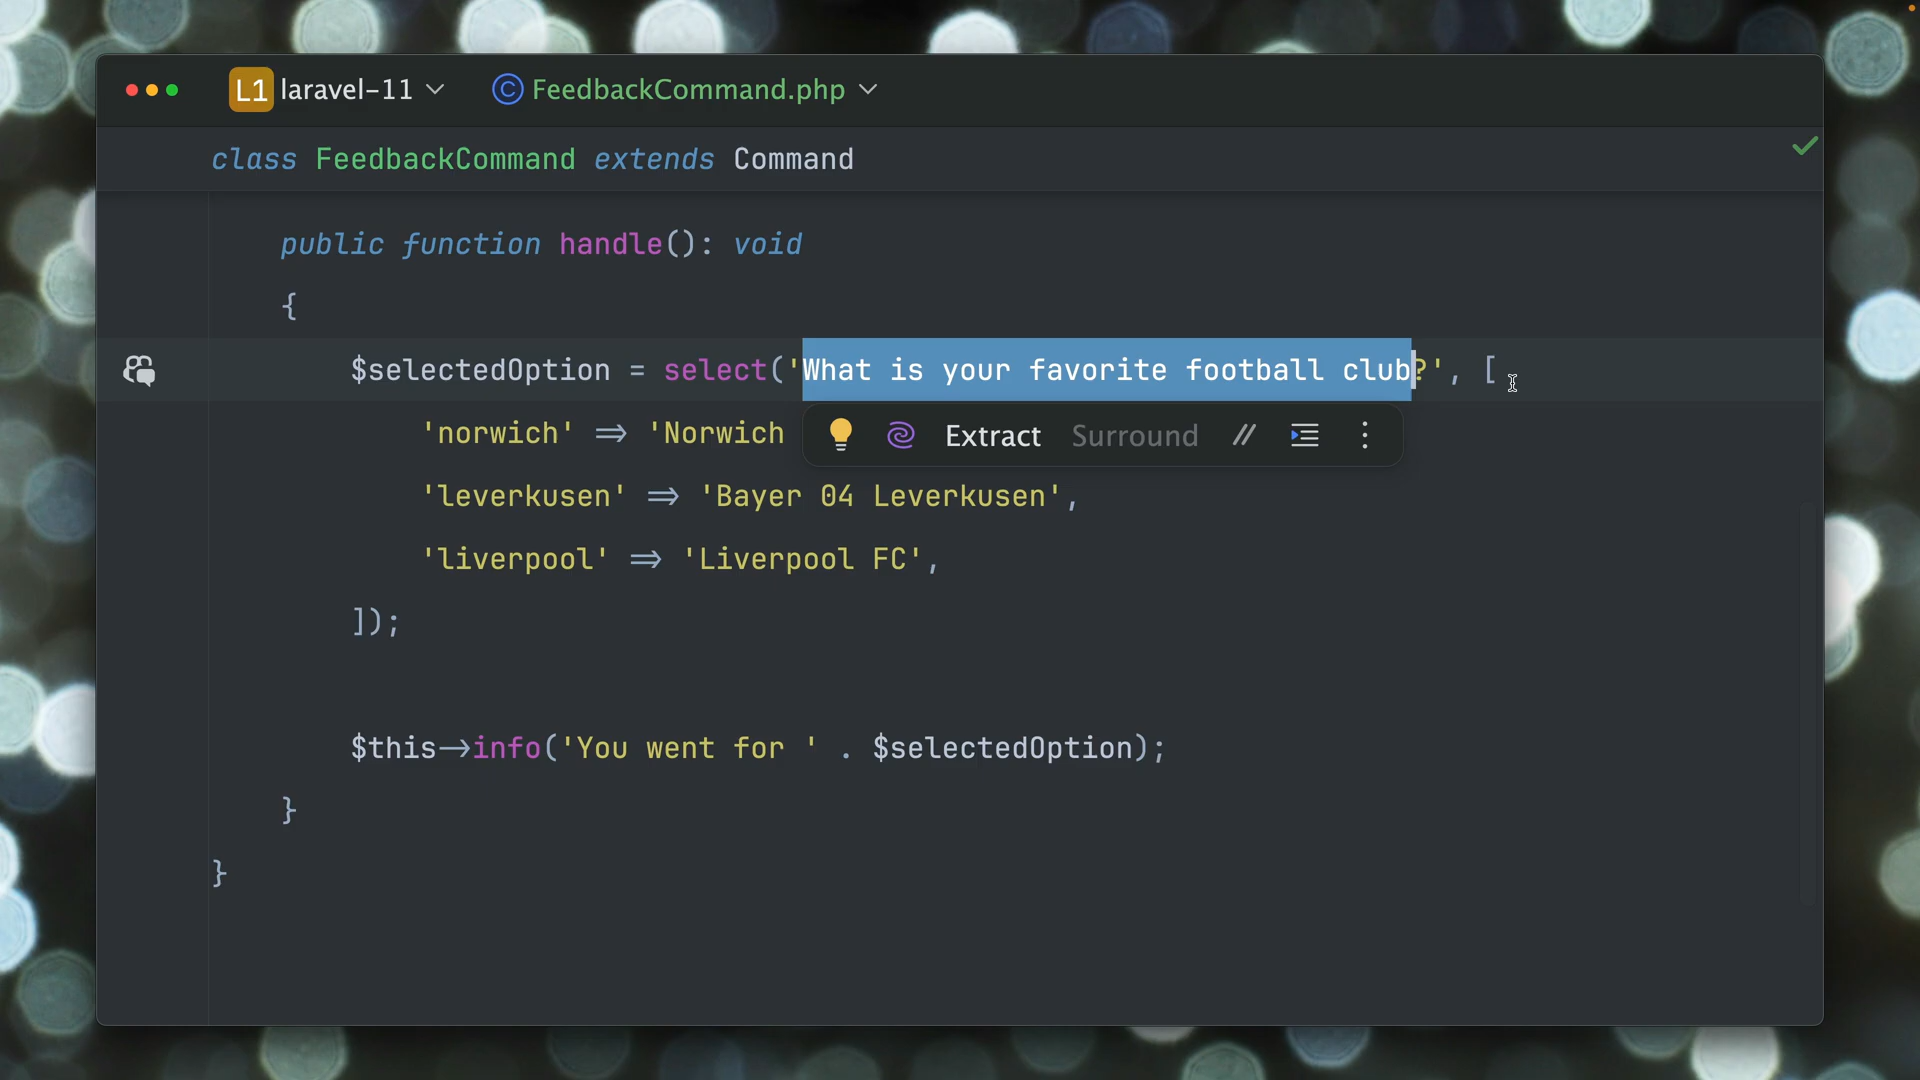 L1 laravel-11 FeedbackCommand.php
class FeedbackCommand extends Command
public function handle(): void
{
$selectedOption = select('What is your favorite football club?', [
'norwich' => 'Norwich
Extract Surround //
'leverkusen' => 'Bayer 04 Leverkusen',
'liverpool' => 'Liverpool FC',
]);
$this->info('You went for ' . $selectedOption);
}
}